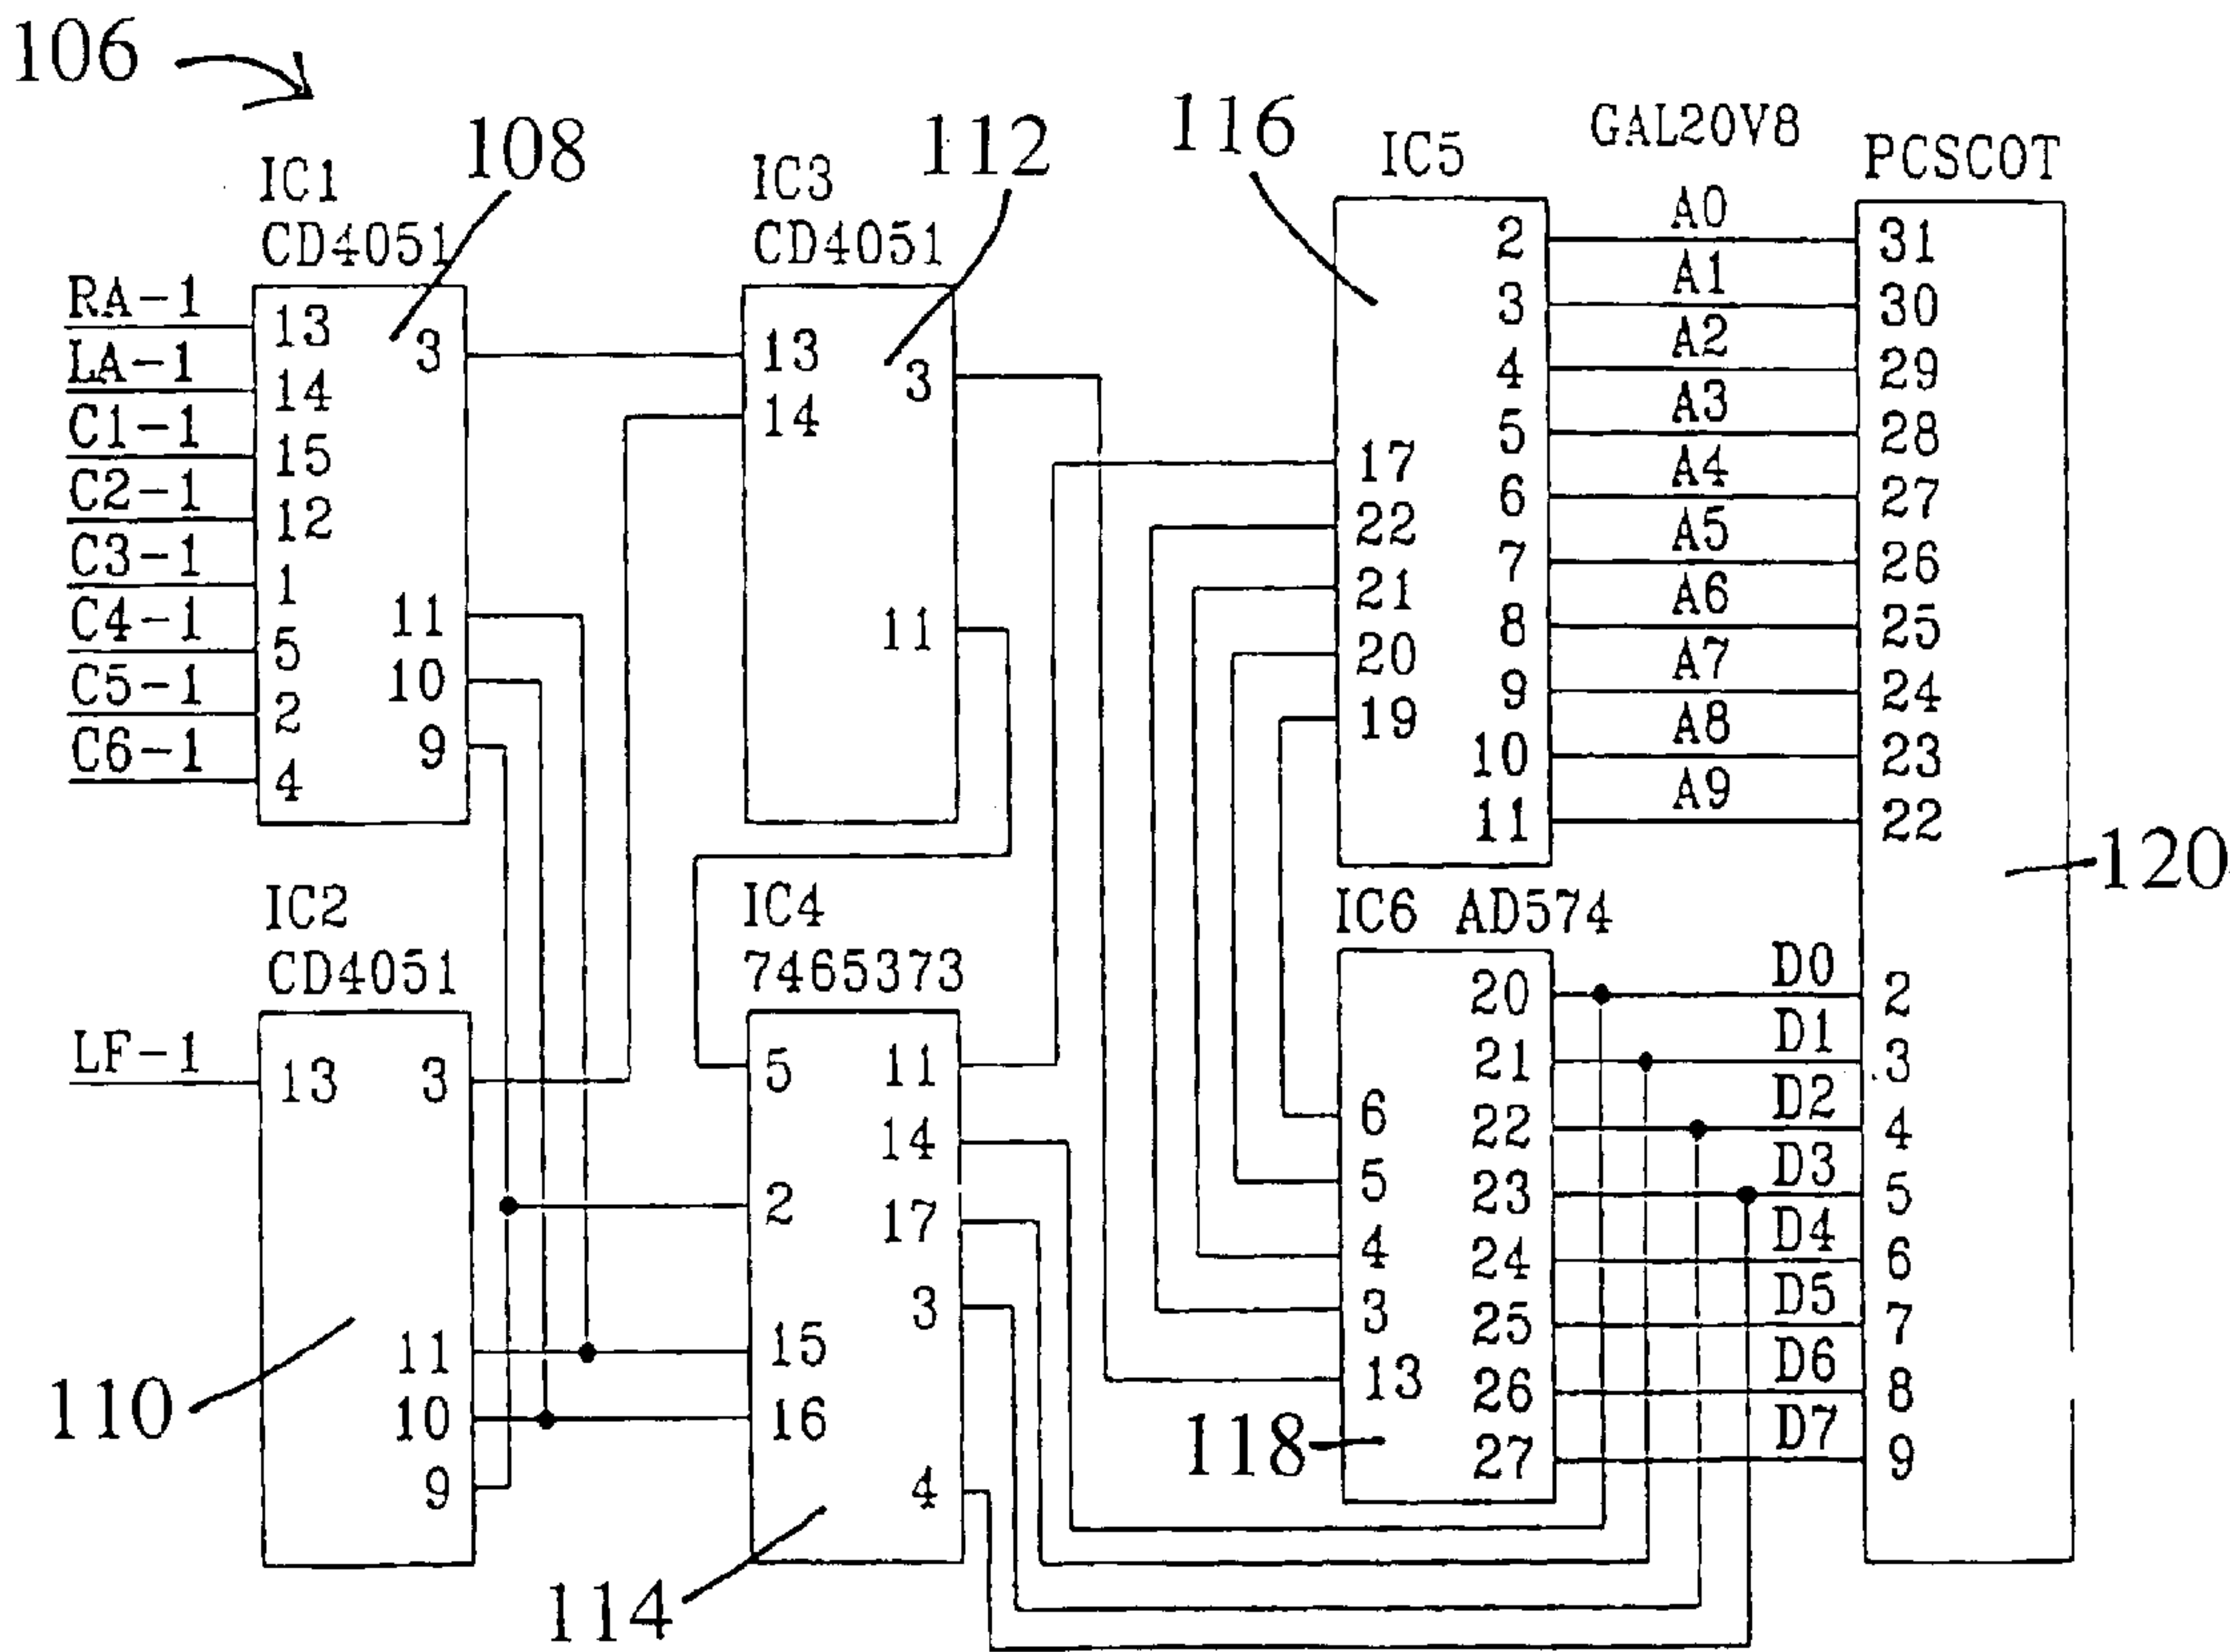 106
108
112
116
GAL20V8
IC1
CD4051
IC3
CD4051
IC5
PCSCOT
RA-1
LA-1
C1-1
C2-1
C3-1
C4-1
C5-1
C6-1
13
14
15
12
1
5
2
4
3
11
10
9
13
14
3
11
17
22
21
20
19
2
3
4
5
6
7
8
9
10
11
A0
A1
A2
A3
A4
A5
A6
A7
A8
A9
31
30
29
28
27
26
25
24
23
22
120
IC2
CD4051
LF-1
13
3
11
10
9
110
IC4
7465373
5
2
15
16
11
14
17
3
4
114
IC6 AD574
6
5
4
3
13
118
20
21
22
23
24
25
26
27
D0
D1
D2
D3
D4
D5
D6
D7
2
3
4
5
6
7
8
9